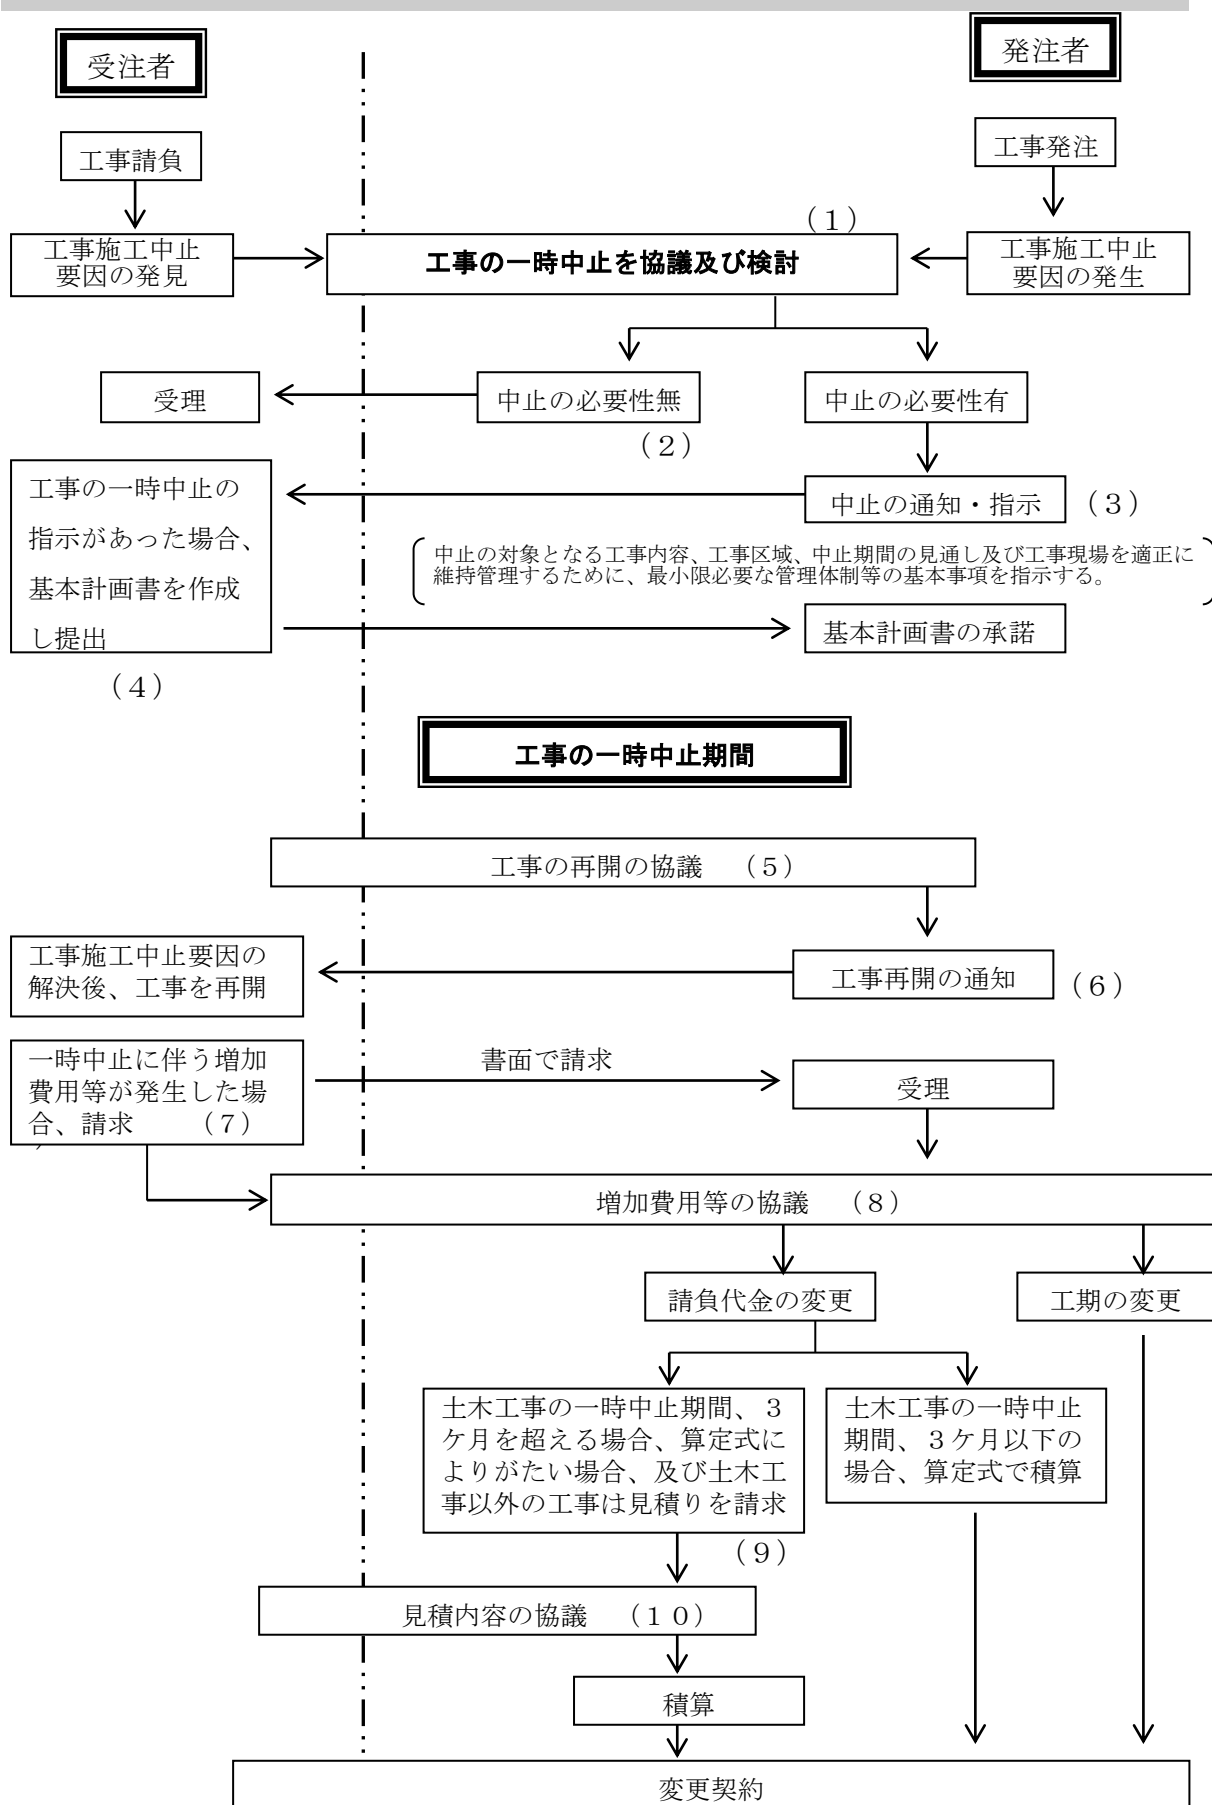 受注者
発注者
工事請負
工事発注
（１）
工事施工中止
要因の発見
工事の一時中止を協議及び検討
工事施工中止
要因の発生
受理
中止の必要性無
中止の必要性有
（２）
工事の一時中止の
指示があった場合、
基本計画書を作成
し提出
中止の通知・指示
（３）
中止の対象となる工事内容、工事区域、中止期間の見通し及び工事現場を適正に
維持管理するために、最小限必要な管理体制等の基本事項を指示する。
基本計画書の承諾
（４）
工事の一時中止期間
工事の再開の協議　（５）
工事施工中止要因の
解決後、工事を再開
工事再開の通知
（６）
一時中止に伴う増加
費用等が発生した場
合、請求　　（７）
書面で請求
受理
増加費用等の協議　（８）
請負代金の変更
工期の変更
土木工事の一時中止期間、３
ケ月を超える場合、算定式に
よりがたい場合、及び土木工
事以外の工事は見積りを請求
土木工事の一時中止
期間、３ケ月以下の
場合、算定式で積算
（９）
見積内容の協議　（１０）
積算
変更契約